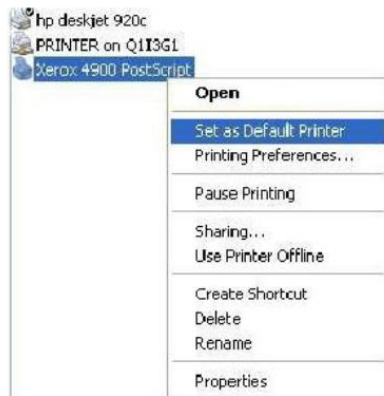 hp deskjet 920c
PRINTER on Q1I3G1
Xerox 4900 PostScript
Open
Set as Default Printer
Printing Preferences...
Pause Printing
Sharing...
Use Printer Offline
Create Shortcut
Delete
Rename
Properties